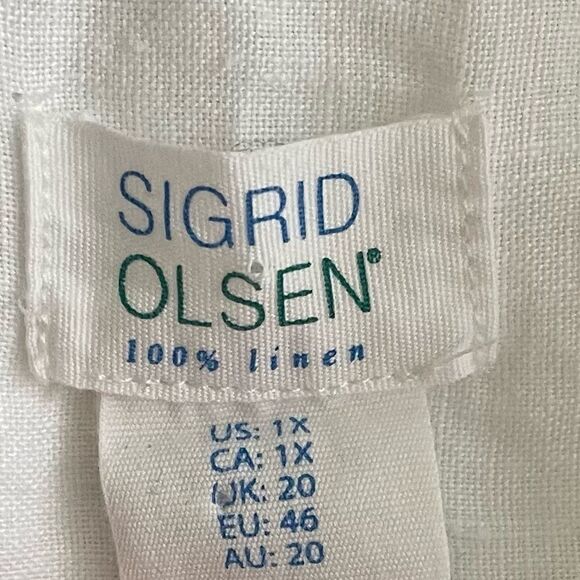 SIGRID
OLSEN®
100% linen
US: 1X
CA: 1X
UK: 20
EU: 46
AU: 20